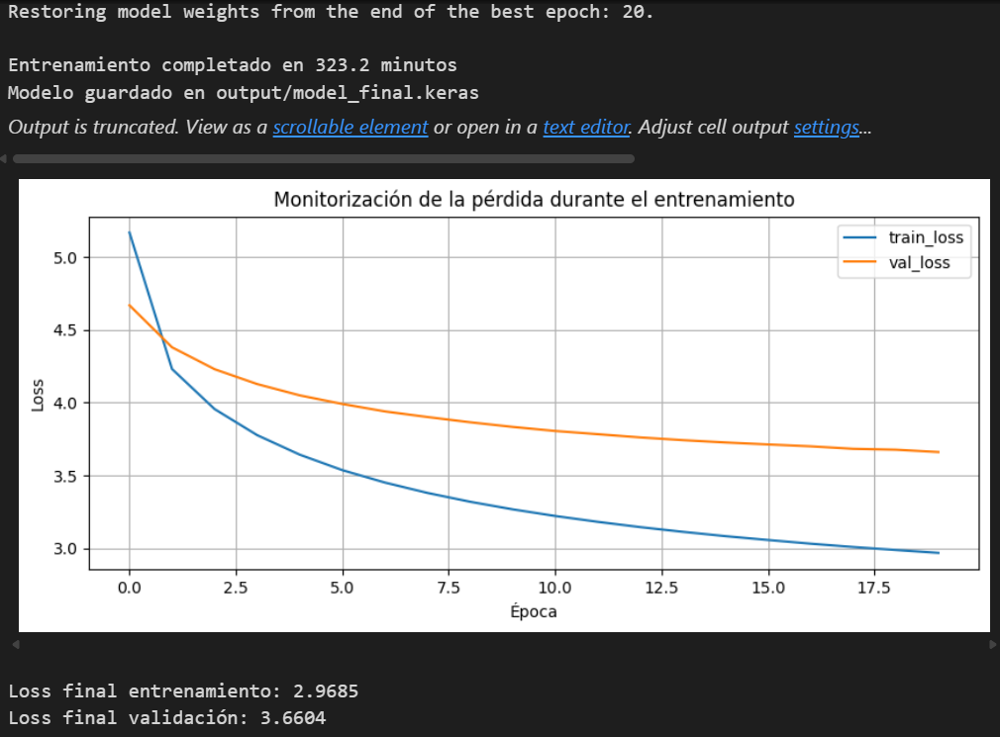 Restoring model weights from the end of the best epoch: 20.
Entrenamiento completado en 323.2 minutos
Modelo guardado en output/model_final.keras
Output is truncated. View as a scrollable element or open in a text editor. Adjust cell output settings...
Monitorización de la pérdida durante el entrenamiento
train_loss
val_loss
5.0
4.5
4.0
3.5
3.0
Loss
0.0 2.5 5.0 7.5 10.0 12.5 15.0 17.5
Época
Loss final entrenamiento: 2.9685
Loss final validación: 3.6604